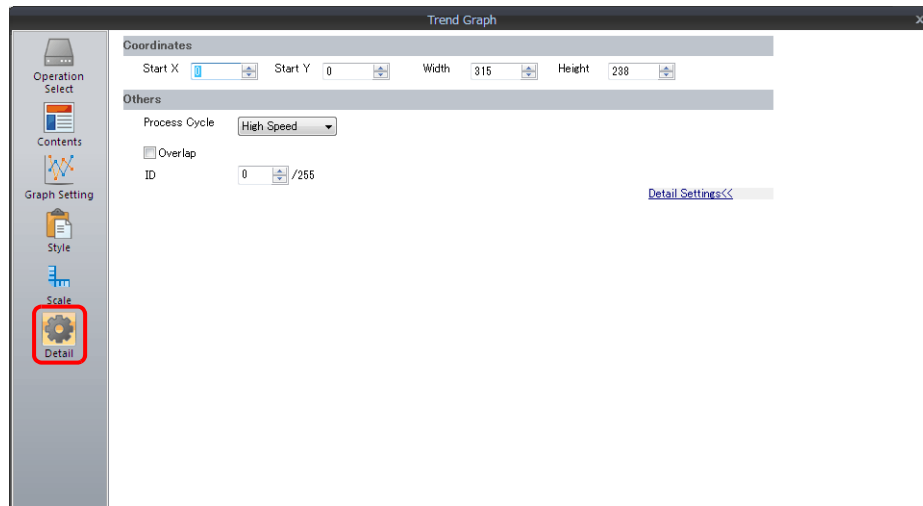 Trend Graph
x
Operation
Select
Contents
Graph Setting
Style
Scale
Detail
Coordinates
Start X 0 Start Y 0 Width 315 Height 238
Others
Process Cycle High Speed
Overlap
ID 0 /255
Detail Settings<<